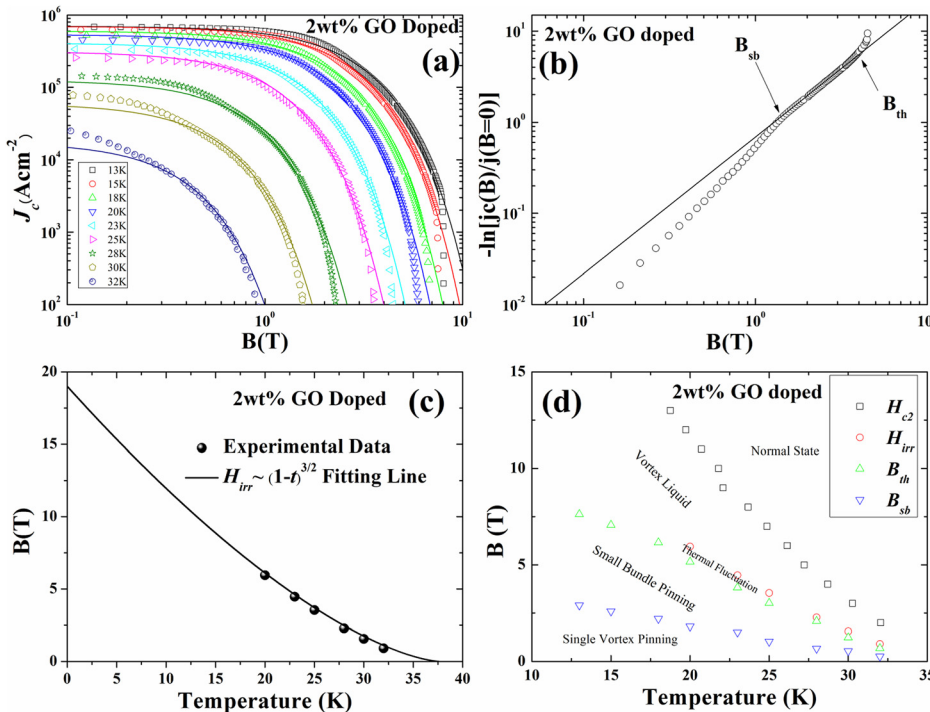 2wt% GO Doped
(a)
10^6
10^5
10^4
10^3
10^2
J_c (Acm^-2)
13K
15K
18K
20K
23K
25K
28K
30K
32K
10^-1
10^0
10^1
B(T)
2wt% GO doped
(b)
B_sb
B_th
10^1
10^0
10^-1
10^-2
-ln[jc(B)/j(B=0)]
10^-1
10^0
10^1
B(T)
2wt% GO Doped
(c)
Experimental Data
H_irr~ (1-t)^3/2 Fitting Line
20
15
10
5
0
B(T)
0 5 10 15 20 25 30 35 40
Temperature (K)
2wt% GO doped
(d)
H_c2
H_irr
B_th
B_sb
Normal State
Vortex Liquid
Thermal Fluctuation
Small Bundle Pinning
Single Vortex Pinning
15
10
5
0
B (T)
15 20 25 30 35
Temperature (K)